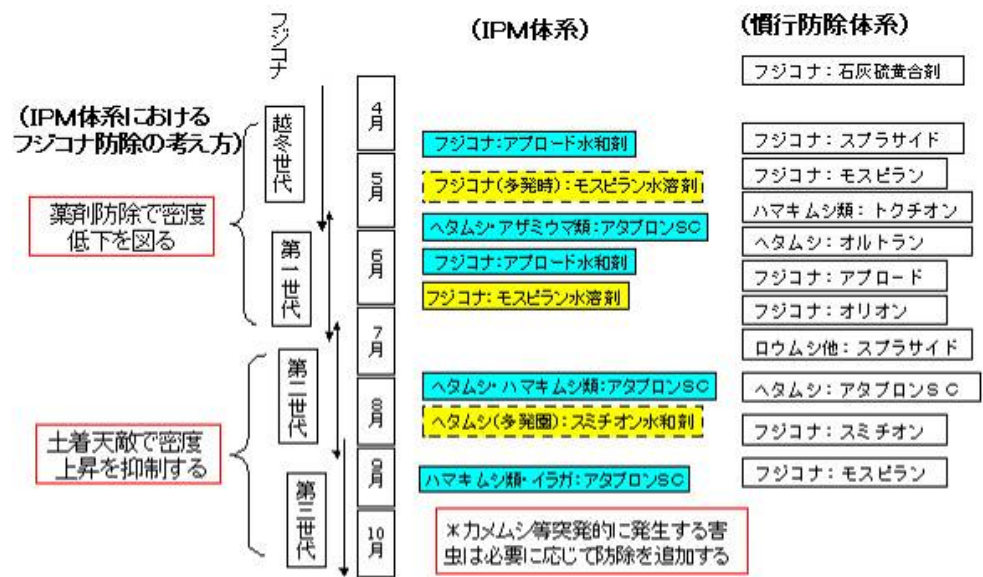 フジコナ
(IPM体系)
(慣行防除体系)
(IPM体系における
フジコナ防除の考え方)
薬剤防除で密度
低下を図る
土着天敵で密度
上昇を抑制する
越冬世代
第一世代
第二世代
第三世代
4月
5月
6月
7月
8月
9月
10月
フジコナ:アプロード水和剤
フジコナ(多発時):モスピラン水溶剤
ヘタムシ・アザミウマ類:アタブロンSC
フジコナ:アプロード水和剤
フジコナ:モスピラン水溶剤
ヘタムシ・ハマキムシ類:アタブロンSC
ヘタムシ(多発園):スミチオン水和剤
ハマキムシ類・イラガ:アタブロンSC
※カメムシ等突発的に発生する害
虫は必要に応じて防除を追加する
フジコナ:石灰硫黄合剤
フジコナ:スプラサイド
フジコナ:モスピラン
ハマキムシ類:トクチオン
ヘタムシ:オルトラン
フジコナ:アプロード
フジコナ:オリオン
ロウムシ他:スプラサイド
ヘタムシ:アタブロンSC
フジコナ:スミチオン
フジコナ:モスピラン